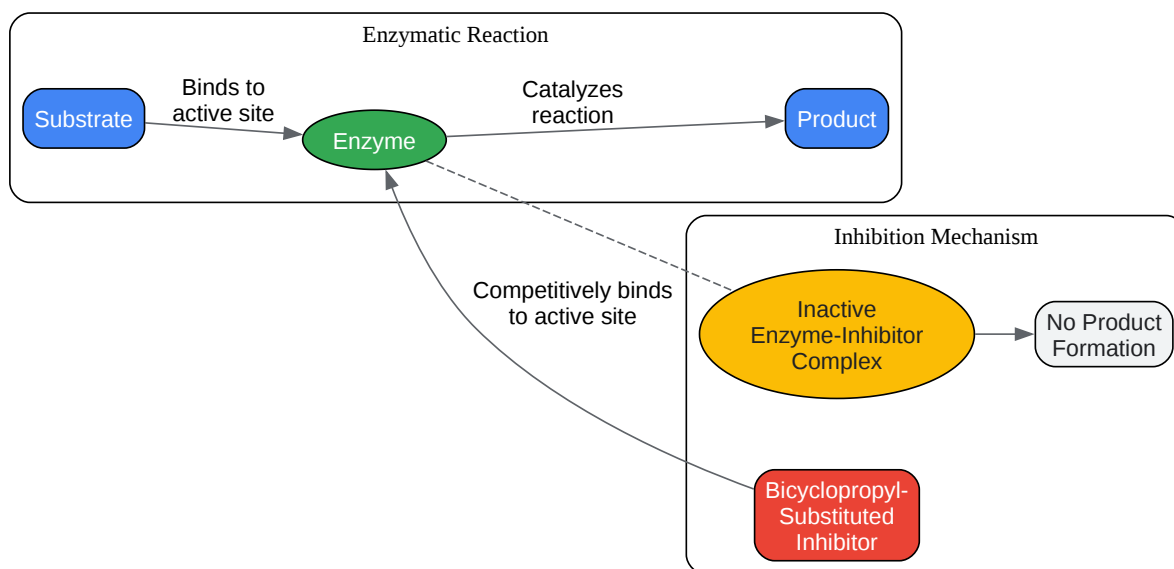 Enzymatic Reaction
Substrate
Binds to
active site
Enzyme
Catalyzes
reaction
Product
Inhibition Mechanism
Competitively binds
to active site
Inactive
Enzyme-Inhibitor
Complex
No Product
Formation
Bicyclopropyl-
Substituted
Inhibitor